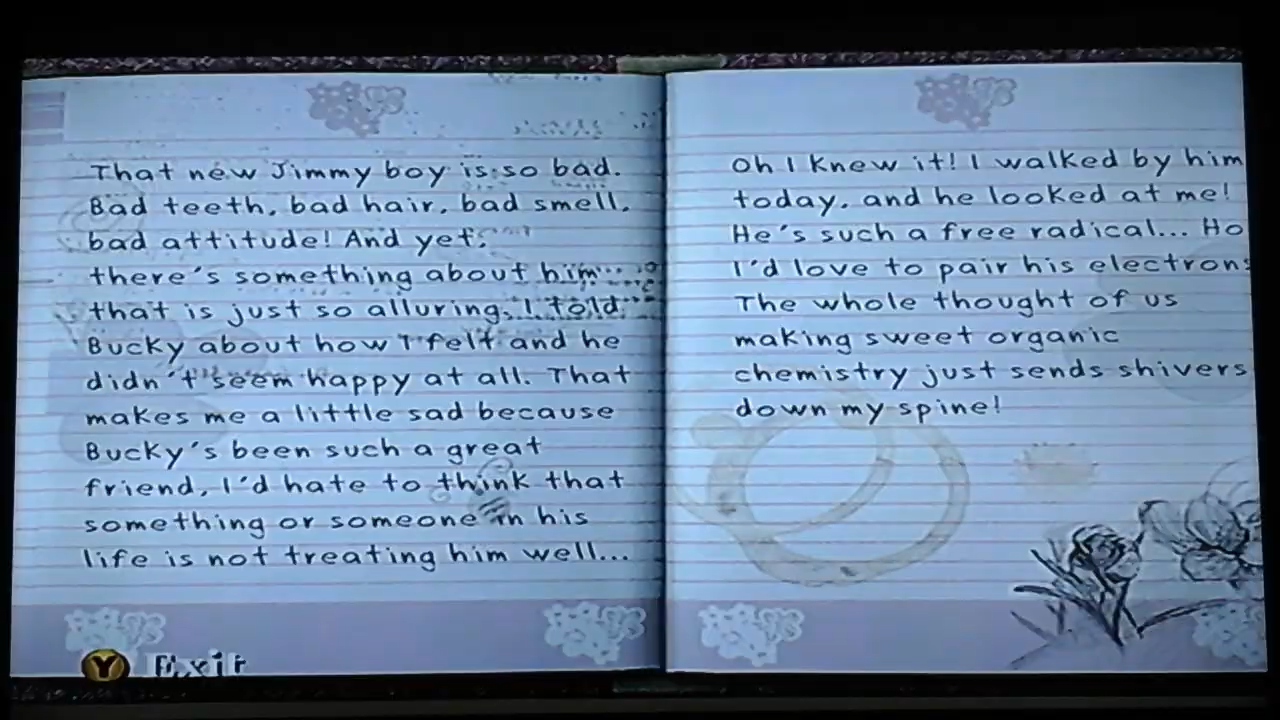 That new Jimmy boy is so bad.
Bad teeth, bad hair, bad smell,
bad attitude! And yet,
there's something about him
that is just so alluring. I told
Bucky about how I felt and he
didn't seem happy at all. That
makes me a little sad because
Bucky's been such a great
friend, I'd hate to think that
something or someone in his
life is not treating him well...
Oh I knew it! I walked by him
today, and he looked at me!
He's such a free radical... Ho
I'd love to pair his electrons
The whole thought of us
making sweet organic
chemistry just sends shivers
down my spine!
Y Exit